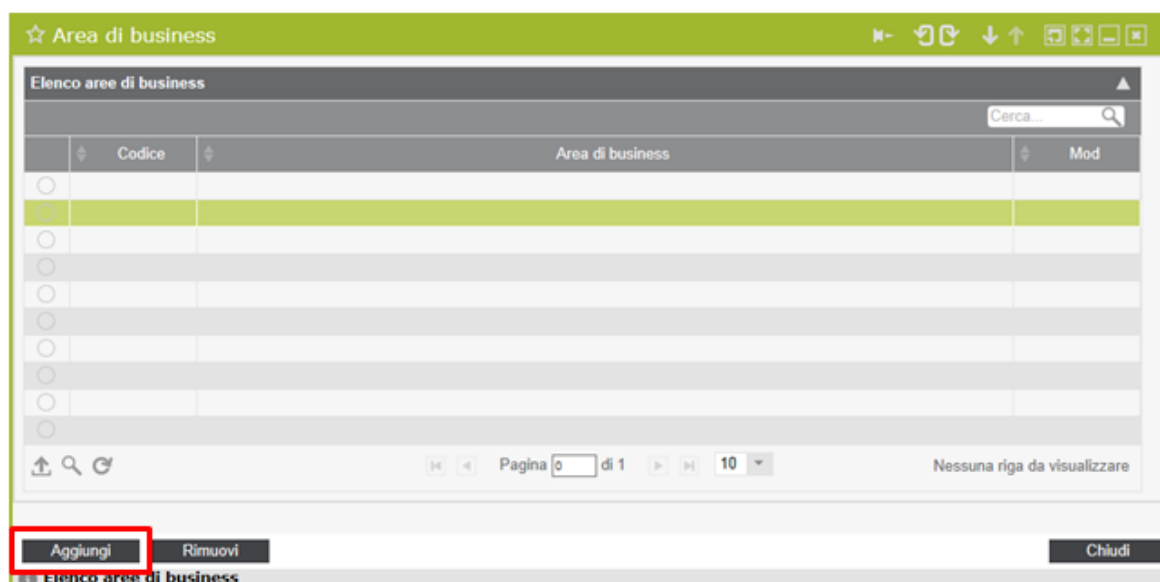 Area di business
Elenco aree di business
Cerca...
Codice Area di business Mod
Pagina 0 di 1 10 Nessuna riga da visualizzare
Aggiungi Rimuovi Chiudi
Elenco aree di business